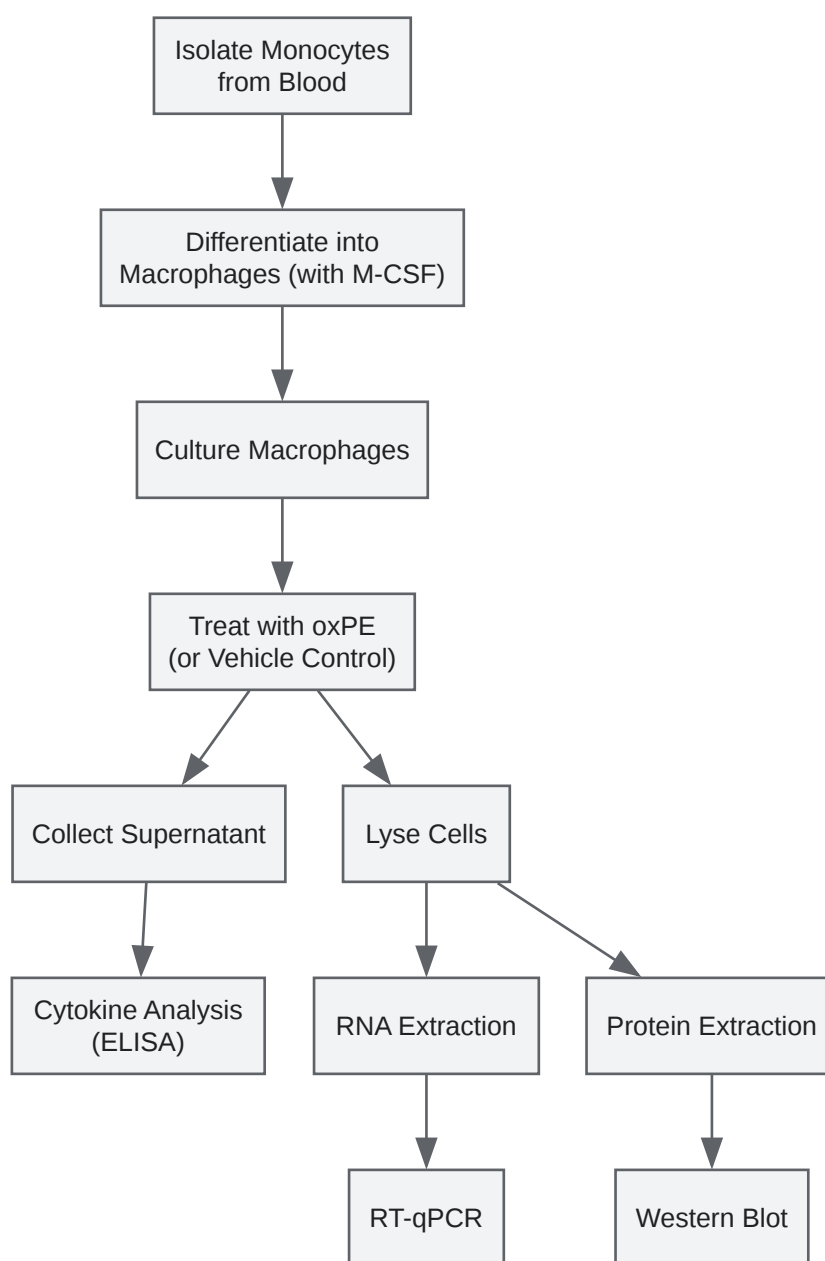 Isolate Monocytes
from Blood
Differentiate into
Macrophages (with M-CSF)
Culture Macrophages
Treat with oxPE
(or Vehicle Control)
Collect Supernatant
Lyse Cells
Cytokine Analysis
(ELISA)
RNA Extraction
Protein Extraction
RT-qPCR
Western Blot